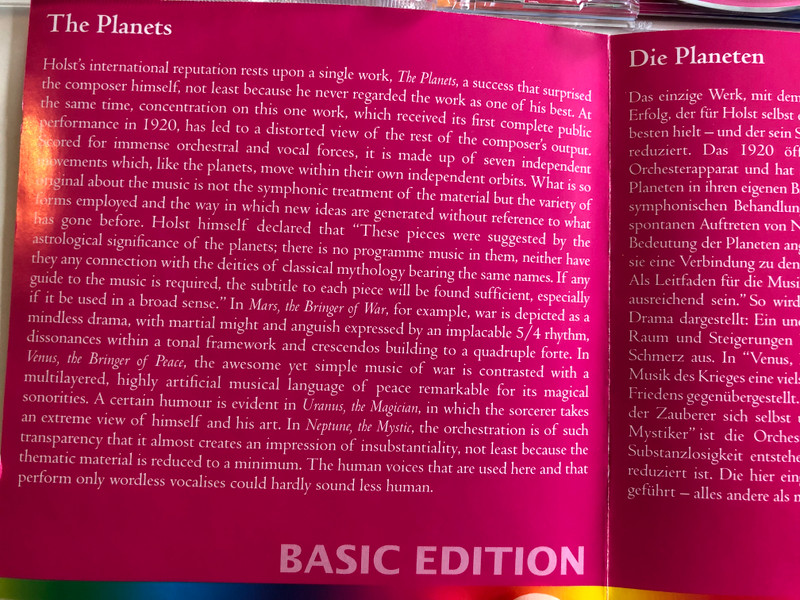 The Planets
Holst's international reputation rests upon a single work, The Planets, a success that surprised
the composer himself, not least because he never regarded the work as one of his best. At
the same time, concentration on this one work, which received its first complete public
performance in 1920, has led to a distorted view of the rest of the composer's output.
Scored for immense orchestral and vocal forces, it is made up of seven independent
movements which, like the planets, move within their own independent orbits. What is so
original about the music is not the symphonic treatment of the material but the variety of
forms employed and the way in which new ideas are generated without reference to what
has gone before. Holst himself declared that “These pieces were suggested by the
astrological significance of the planets; there is no programme music in them, neither have
they any connection with the deities of classical mythology bearing the same names. If any
guide to the music is required, the subtitle to each piece will be found sufficient, especially
if it be used in a broad sense.” In Mars, the Bringer of War, for example, war is depicted as a
mindless drama, with martial might and anguish expressed by an implacable 5/4 rhythm,
dissonances within a tonal framework and crescendos building to a quadruple forte. In
Venus, the Bringer of Peace, the awesome yet simple music of war is contrasted with a
multilayered, highly artificial musical language of peace remarkable for its magical
sonorities. A certain humour is evident in Uranus, the Magician, in which the sorcerer takes
an extreme view of himself and his art. In Neptune, the Mystic, the orchestration is of such
transparency that it almost creates an impression of insubstantiality, not least because the
thematic material is reduced to a minimum. The human voices that are used here and that
perform only wordless vocalises could hardly sound less human.
BASIC EDITION
Die Planeten
Das einzige Werk, mit dem
Erfolg, der für Holst selbst
besten hielt – und der sein
reduziert. Das 1920
Orchesterapparat und hat
Planeten in ihren eigenen
symphonischen
spontanen Auftreten von
Bedeutung der Planeten
sie eine Verbindung zu den
Als Leitfaden für die
ausreichend sein.” So wird
Drama dargestellt: Ein und
Raum und Steigerungen
Schmerz aus. In “Venus,
Musik des Krieges eine
Friedens gegenübergestellt.
der Zauberer sich selbst
Mystiker” ist die
Substanzlosigkeit
reduziert ist. Die hier
geführt – alles andere als